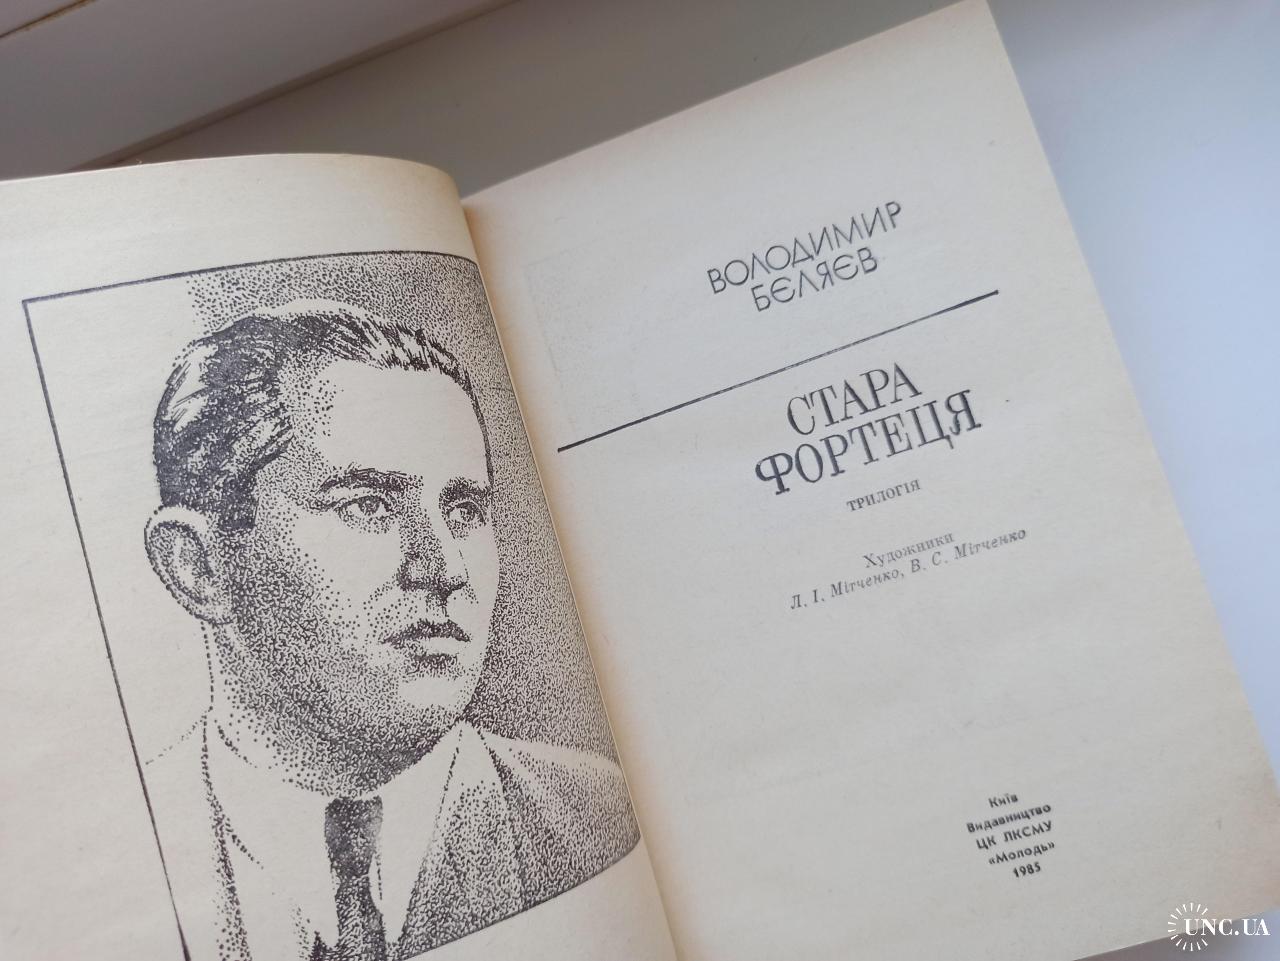 ВОЛОДИМИР
БЄЛЯЄВ
СТАРА
ФОРТЕЦЯ
ТРИЛОГІЯ
Художники
Л. І. Мітченко, В. С. Мітченко
Київ
Видавництво
ЦК ЛКСМУ
«Молодь»
1985
UNC.UA